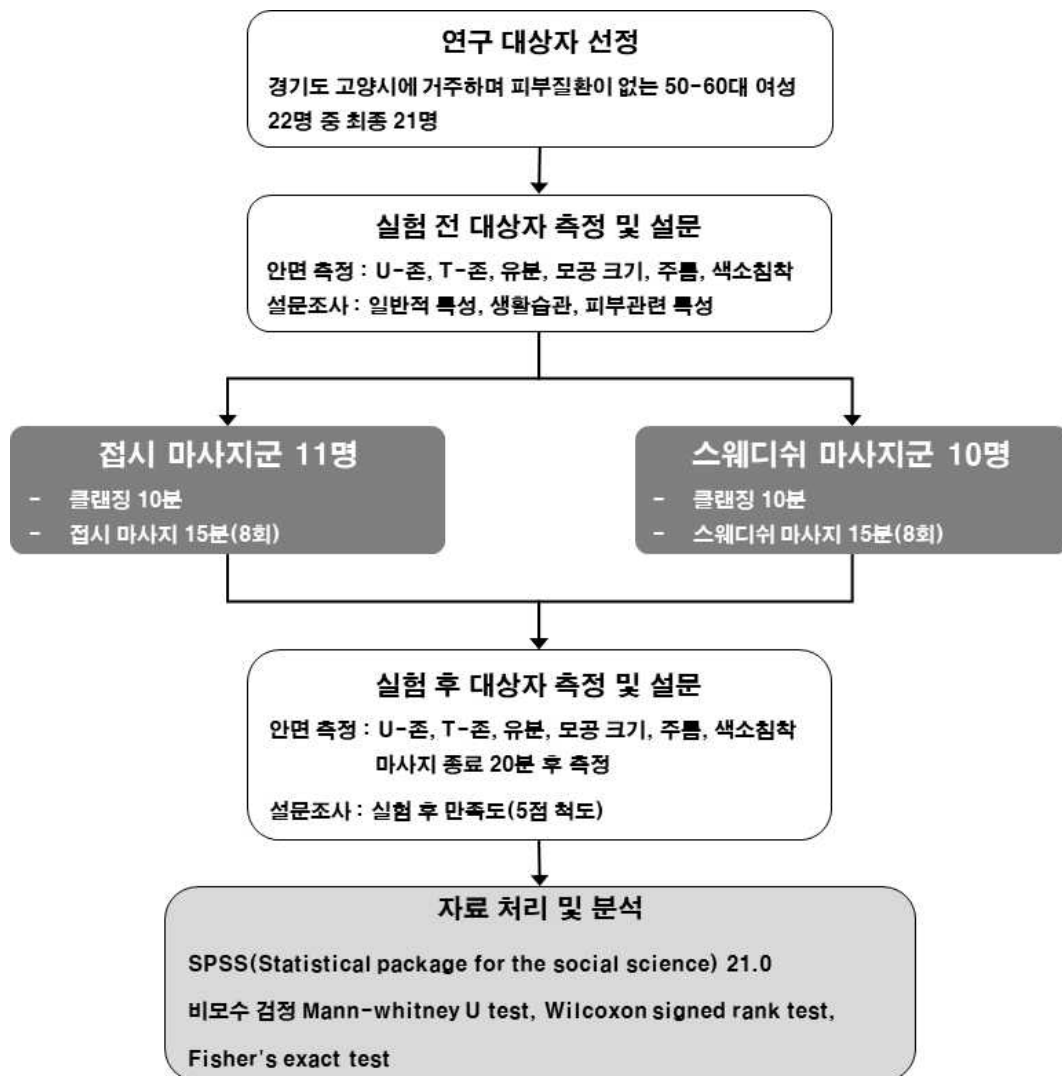 연구 대상자 선정
경기도 고양시에 거주하며 피부질환이 없는 50-60대 여성
22명 중 최종 21명
실험 전 대상자 측정 및 설문
안면 측정 : U-존, T-존, 유분, 모공 크기, 주름, 색소침착
설문조사 : 일반적 특성, 생활습관, 피부관련 특성
접시 마사지군 11명
- 클랜징 10분
- 접시 마사지 15분(8회)
스웨디쉬 마사지군 10명
- 클랜징 10분
- 스웨디쉬 마사지 15분(8회)
실험 후 대상자 측정 및 설문
안면 측정 : U-존, T-존, 유분, 모공 크기, 주름, 색소침착
마사지 종료 20분 후 측정
설문조사 : 실험 후 만족도(5점 척도)
자료 처리 및 분석
SPSS(Statistical package for the social science) 21.0
비모수 검정 Mann-whitney U test, Wilcoxon signed rank test,
Fisher's exact test